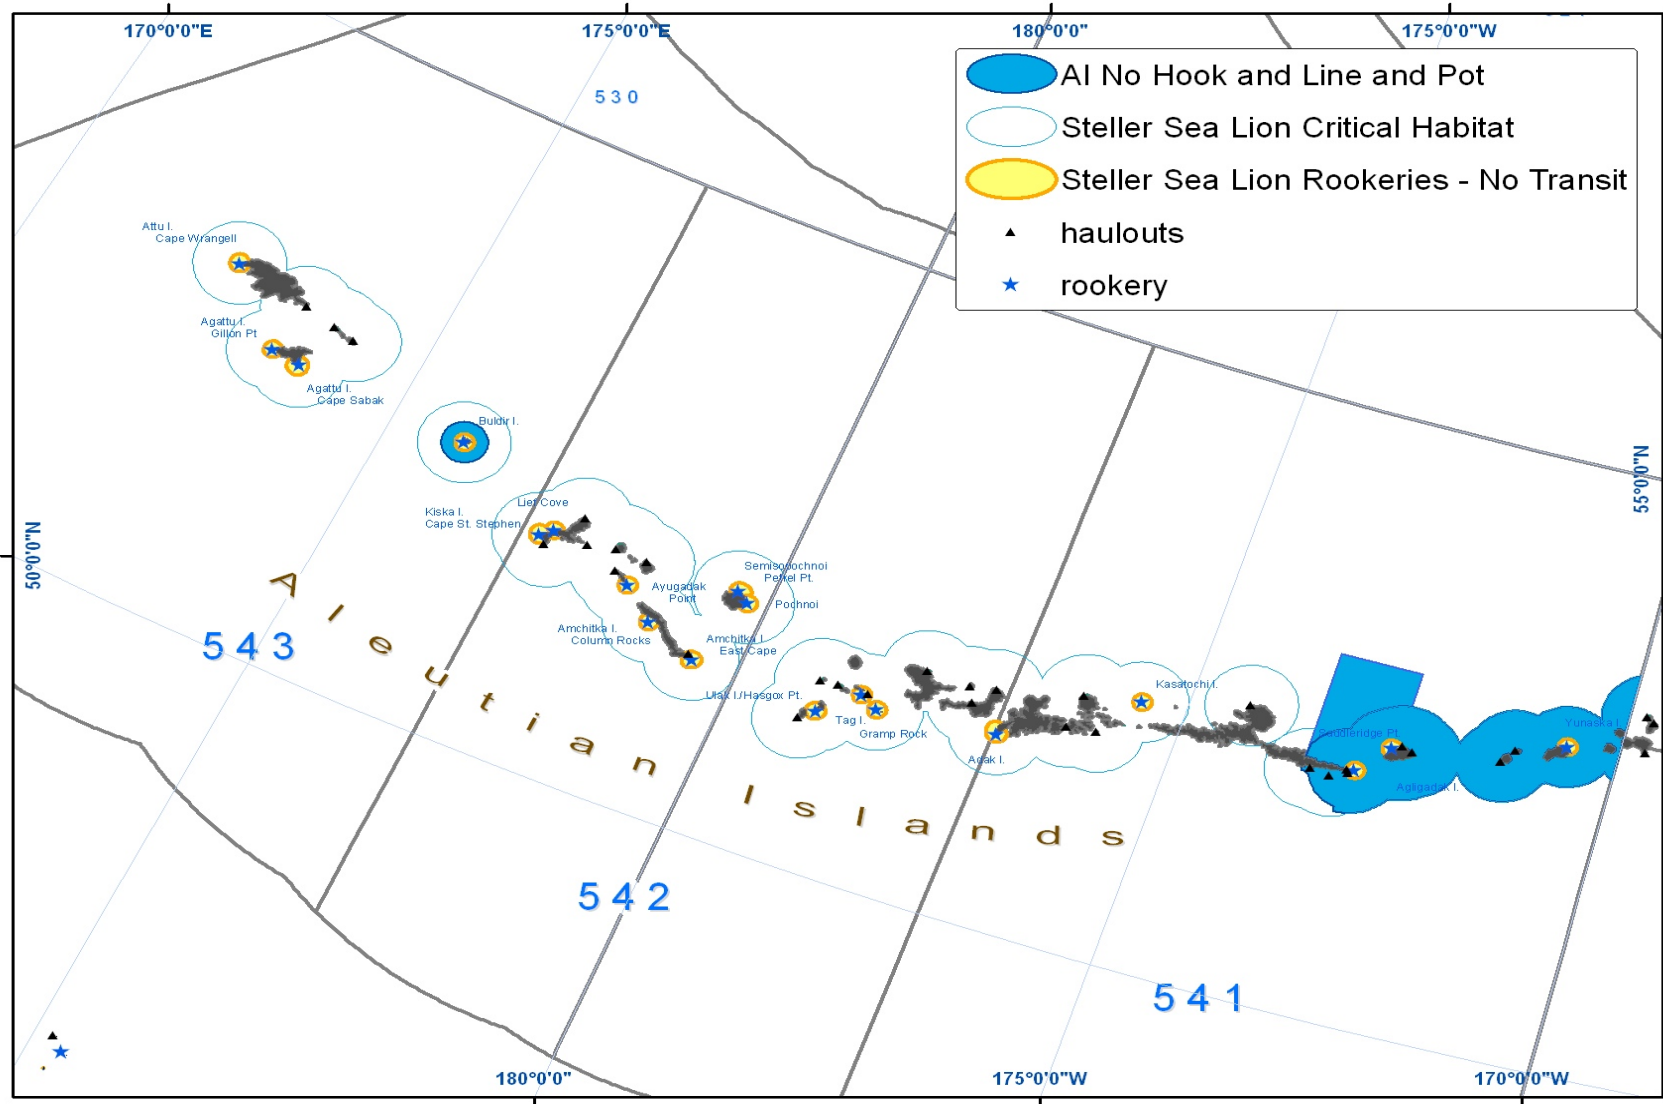 170°0'0"E
175°0'0"E
180°0'0"
175°0'0"W
530
AI No Hook and Line and Pot
Steller Sea Lion Critical Habitat
Steller Sea Lion Rookeries - No Transit
haulouts
rookery
Attu I.
Cape Wrangell
Agattu I.
Gillon Pt
Agattu I.
Cape Sabak
Buldir I.
Lief Cove
Kiska I.
Cape St. Stephen
55°0'0"N
50°0'0"N
Semisopochnoi
Petrel Pt.
Pochnoi
Ayugadak
Point
Amchitka I.
Column Rocks
Amchitka I.
East Cape
Ulak I./Hasgox Pt.
Tag I.
Gramp Rock
Adak I.
Kasatochi I.
Saddleridge Pt.
Agligadak I.
Yunaska I.
Aleutian Islands
543
542
541
180°0'0"
175°0'0"W
170°0'0"W